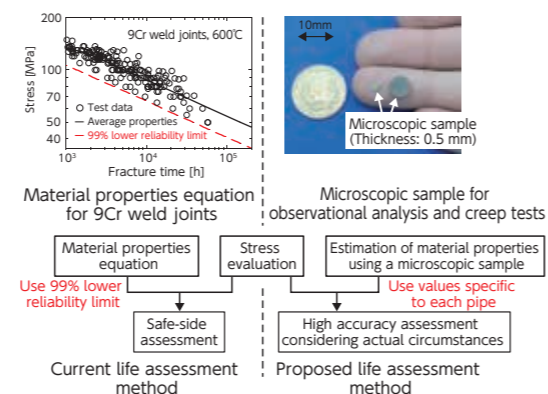 200
100
70
50
40
Stress [MPa]
9Cr weld joints, 600℃
Test data
Average properties
99% lower reliability limit
10³ 10⁴ 10⁵
Fracture time [h]
Material properties equation
for 9Cr weld joints
10mm
Microscopic sample
(Thickness: 0.5 mm)
Microscopic sample for
observational analysis and creep tests
Material properties
equation
Stress
evaluation
Estimation of material properties
using a microscopic sample
Use 99% lower
reliability limit
Use values specific
to each pipe
Safe-side
assessment
High accuracy assessment
considering actual circumstances
Current life assessment
method
Proposed life assessment
method